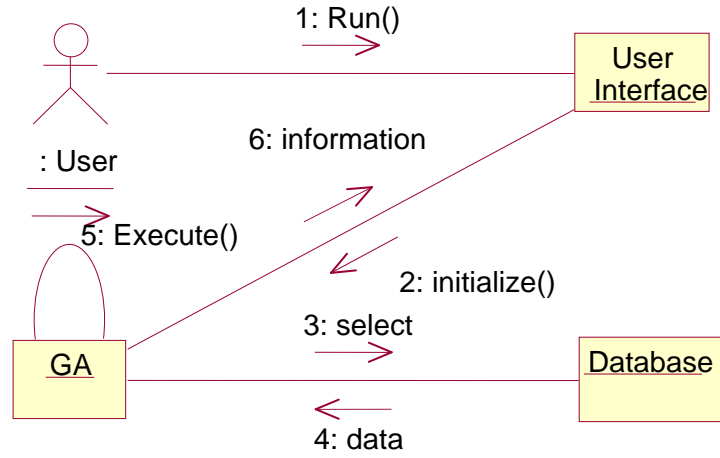 1: Run()
User
Interface
6: information
: User
5: Execute()
2: initialize()
3: select
GA
Database
4: data